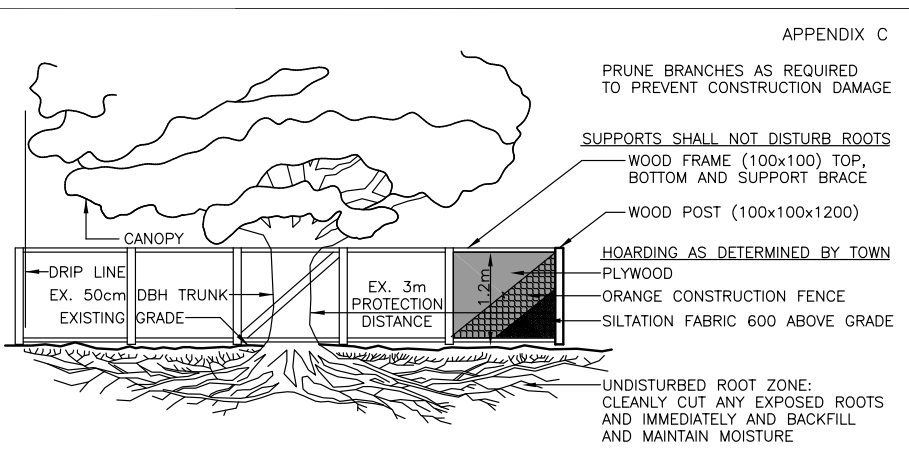 APPENDIX C
PRUNE BRANCHES AS REQUIRED
TO PREVENT CONSTRUCTION DAMAGE
SUPPORTS SHALL NOT DISTURB ROOTS
WOOD FRAME (100x100) TOP,
BOTTOM AND SUPPORT BRACE
WOOD POST (100x100x1200)
CANOPY
HOARDING AS DETERMINED BY TOWN
PLYWOOD
ORANGE CONSTRUCTION FENCE
SILTATION FABRIC 600 ABOVE GRADE
DRIP LINE
EX. 50cm DBH TRUNK
EXISTING GRADE
EX. 3m
PROTECTION
DISTANCE
1.2m
UNDISTURBED ROOT ZONE:
CLEANLY CUT ANY EXPOSED ROOTS
AND IMMEDIATELY AND BACKFILL
AND MAINTAIN MOISTURE